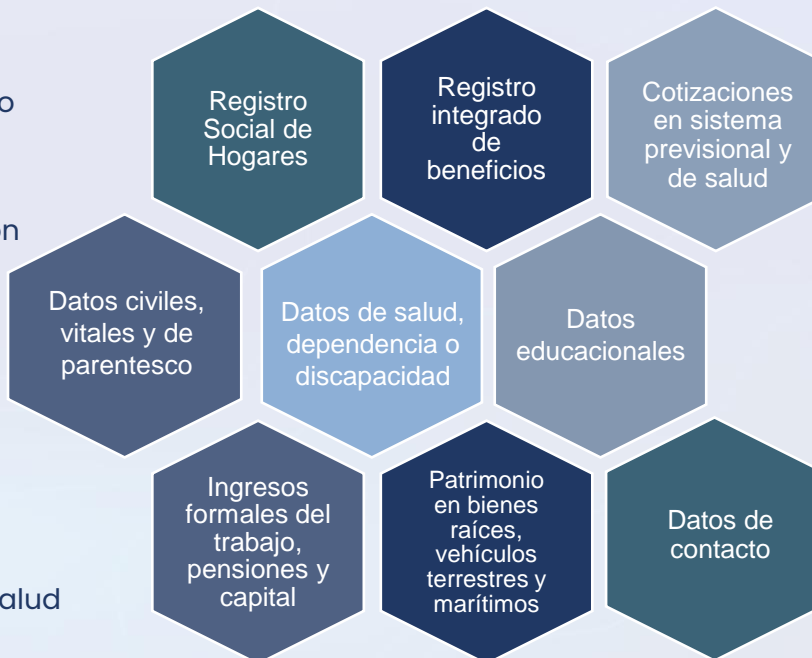 o
ón
alud
Registro
Social de
Hogares
Registro
integrado
de
beneficios
Cotizaciones
en sistema
previsional y
de salud
Datos civiles,
vitales y de
parentesco
Datos de salud,
dependencia o
discapacidad
Datos
educacionales
Ingresos
formales del
trabajo,
pensiones y
capital
Patrimonio
en bienes
raíces,
vehículos
terrestres y
marítimos
Datos de
contacto